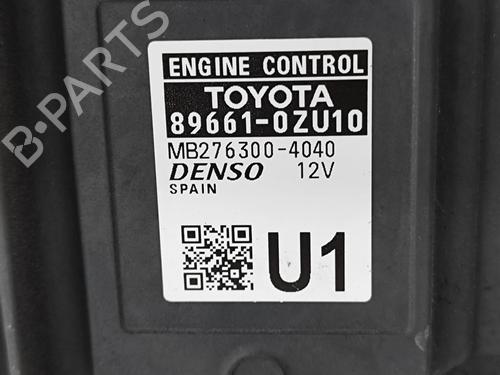 ENGINE CONTROL
TOYOTA
89661-0ZU10
MB276300-4040
DENSO 12V
SPAIN
U1
B-PARTS